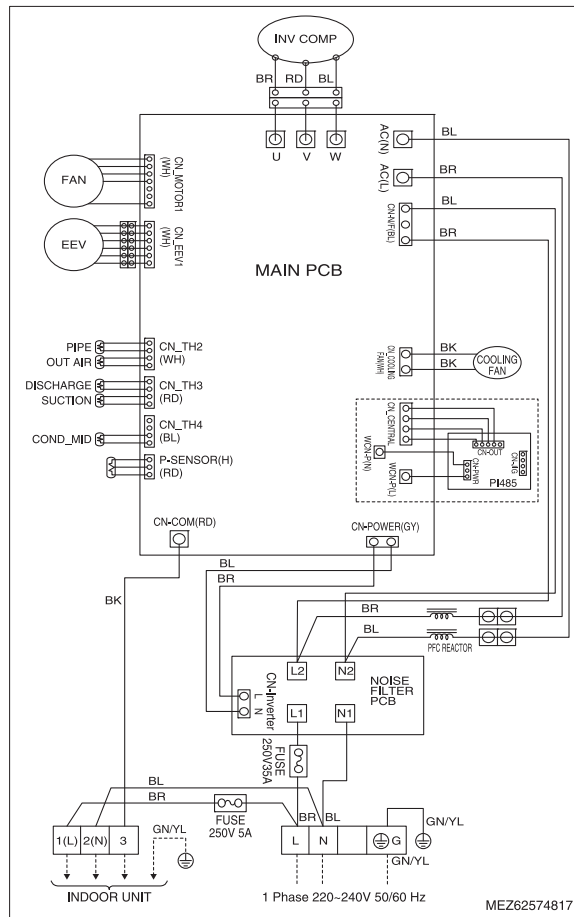 INV COMP
BR RD BL
U V W
AC(N)
BL
AC(L)
BR
CN-N/F(BL)
BL
BR
FAN
CN_MOTOR1
(WH)
EEV
CN_EEV1
(WH)
MAIN PCB
PIPE
OUT AIR
CN_TH2
(WH)
DISCHARGE
SUCTION
CN_TH3
(RD)
COND_MID
CN_TH4
(BL)
P-SENSOR(H)
(RD)
CN_COOLING
FAN(WH)
BK
BK
COOLING
FAN
CN_CENTRAL
WCN-P(N)
WCN-P(L)
CN-OUT
CN-PWR
CN-JIG
PI485
CN-COM(RD)
CN-POWER(GY)
BL
BR
BK
BR
BL
PFC REACTOR
L2 N2
CN-Inverter
L
N
NOISE
FILTER
PCB
L1 N1
FUSE
250V35A
BL
BR
FUSE
250V 5A
BR BL
GN/YL
GN/YL
1(L) 2(N) 3
L N G
GN/YL
INDOOR UNIT
1 Phase 220~240V 50/60 Hz
MEZ62574817